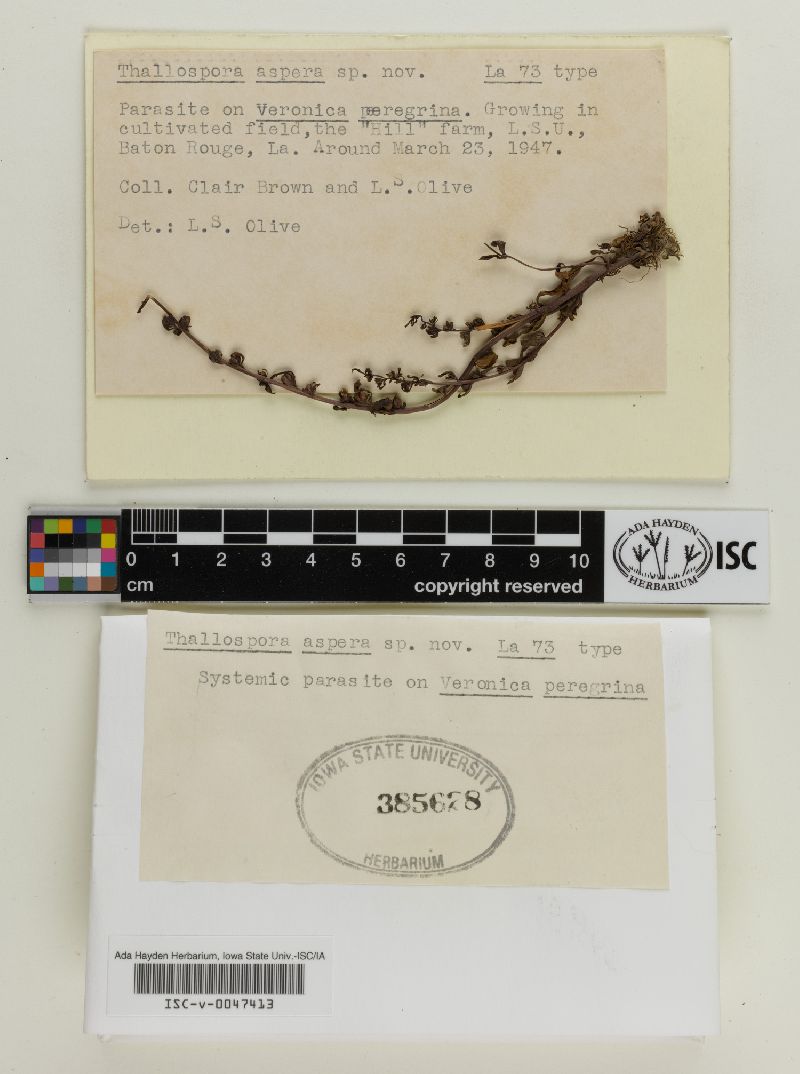 Thallospora aspera sp. nov. La 73 type
Parasite on Veronica peregrina. Growing in
cultivated field, the "Hill" farm, L.S.U.,
Baton Rouge, La. Around March 23, 1947.
Coll. Clair Brown and L.S.Olive
Det.: L.S. Olive
0 1 2 3 4 5 6 7 8 9 10
cm copyright reserved
ADA HAYDEN
HERBARIUM
ISC
Thallospora aspera sp. nov. La 73 type
Systemic parasite on Veronica peregrina
IOWA STATE UNIVERSITY
HERBARIUM
Ada Hayden Herbarium, Iowa State Univ.-ISC/IA
ISC-v-0047413